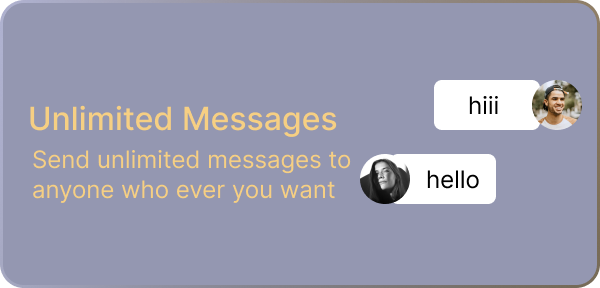 Unlimited Messages
Send unlimited messages to
anyone who ever you want
hiii
hello